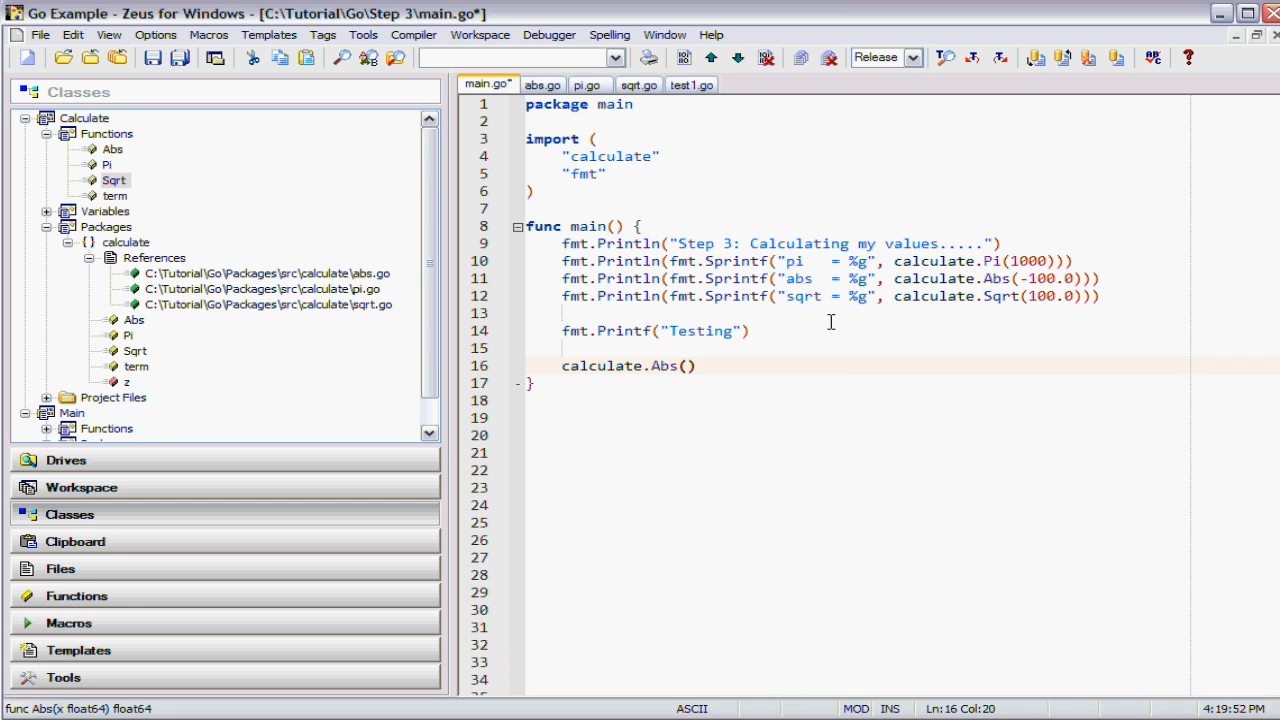 Go Example - Zeus for Windows - [C:\Tutorial\Go\Step 3\main.go*]
File Edit View Options Macros Templates Tags Tools Compiler Workspace Debugger Spelling Window Help
Release
Classes
main.go* abs.go pi.go sqrt.go test1.go
Calculate
Functions
Abs
Pi
Sqrt
term
Variables
Packages
calculate
References
C:\Tutorial\Go\Packages\src\calculate\abs.go
C:\Tutorial\Go\Packages\src\calculate\pi.go
C:\Tutorial\Go\Packages\src\calculate\sqrt.go
Abs
Pi
Sqrt
term
z
Project Files
Main
Functions
Drives
Workspace
Classes
Clipboard
Files
Functions
Macros
Templates
Tools
1 package main
2
3 import (
4 "calculate"
5 "fmt"
6 )
7
8 func main() {
9 fmt.Println("Step 3: Calculating my values.....")
10 fmt.Println(fmt.Sprintf("pi   = %g", calculate.Pi(1000)))
11 fmt.Println(fmt.Sprintf("abs  = %g", calculate.Abs(-100.0)))
12 fmt.Println(fmt.Sprintf("sqrt = %g", calculate.Sqrt(100.0)))
13
14 fmt.Printf("Testing")
15
16 calculate.Abs()
17 }
18
19
20
21
22
23
24
25
26
27
28
29
30
31
32
33
34
func Abs(x float64) float64 ASCII MOD INS Ln:16 Col:20 4:19:52 PM